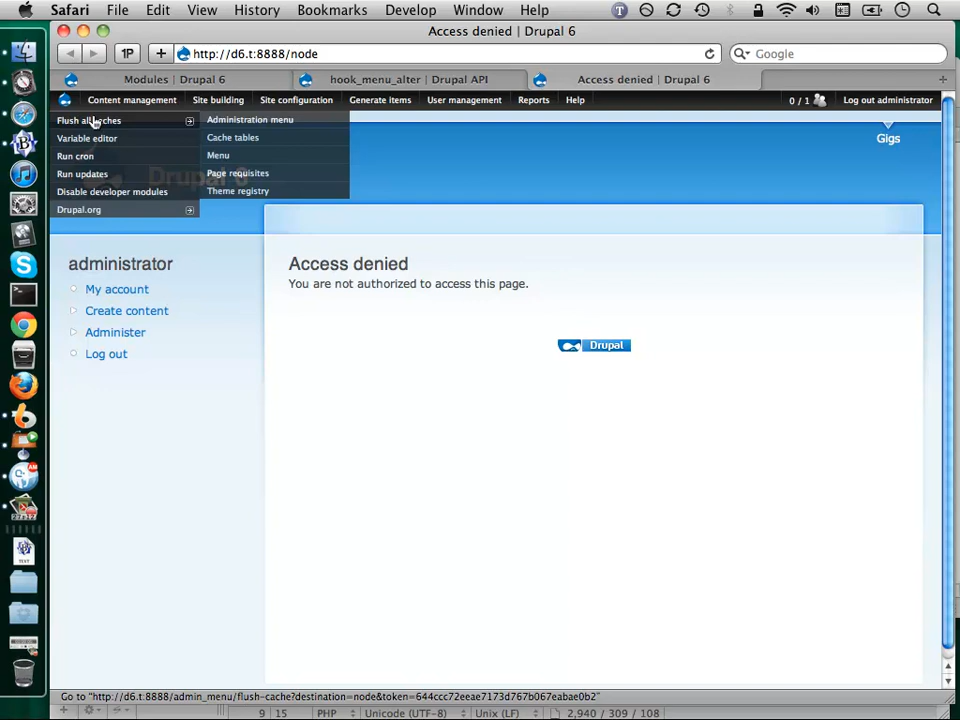 Safari File Edit View History Bookmarks Develop Window Help
Access denied | Drupal 6
1P + http://d6.t:8888/node Google
Modules | Drupal 6 hook_menu_alter | Drupal API Access denied | Drupal 6
Content management Site building Site configuration Generate items User management Reports Help 0 / 1 Log out administrator
Flush all caches Administration menu
Variable editor Cache tables
Run cron Menu
Run updates Page requisites
Disable developer modules Theme registry
Drupal.org
Gigs
Drupal 6
administrator
My account
Create content
Administer
Log out
Access denied
You are not authorized to access this page.
Drupal
Go to "http://d6.t:8888/admin_menu/flush-cache?destination=node&token=644ccc72eeae7173d767b067eabae0b2"
9 15 PHP Unicode (UTF-8) Unix (LF) 2,940 / 309 / 108